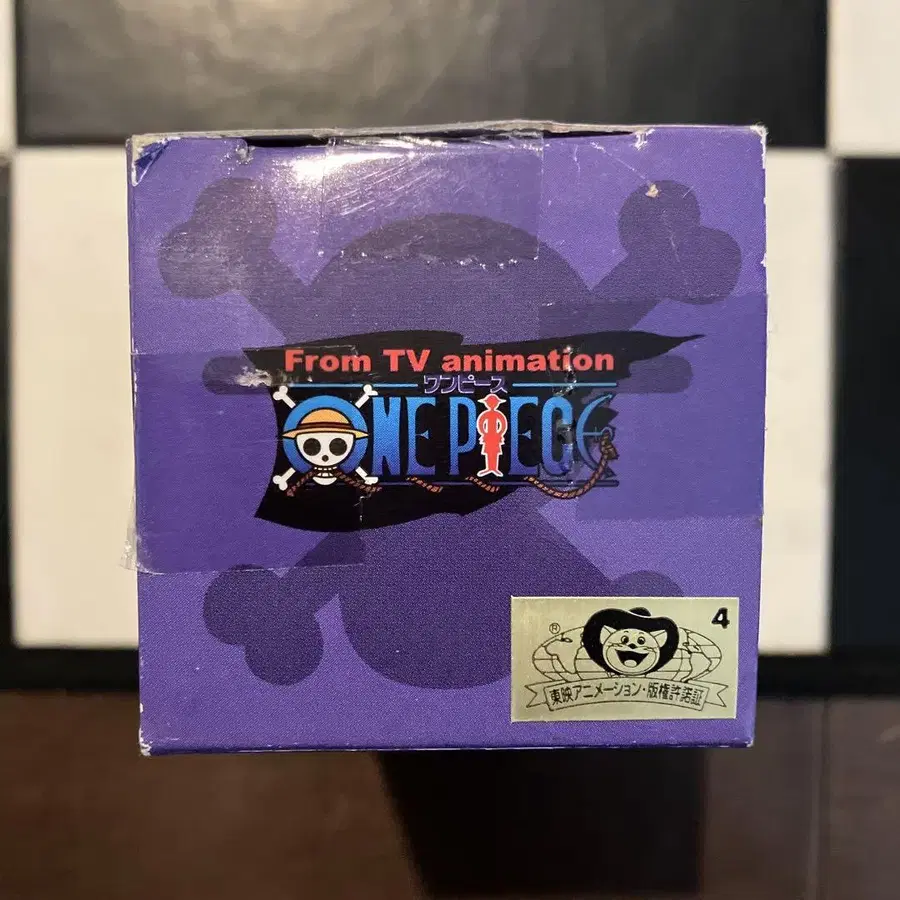 From TV animation
ワンピース
ONE PIECE
4
®
東映アニメーション・版権許諾証